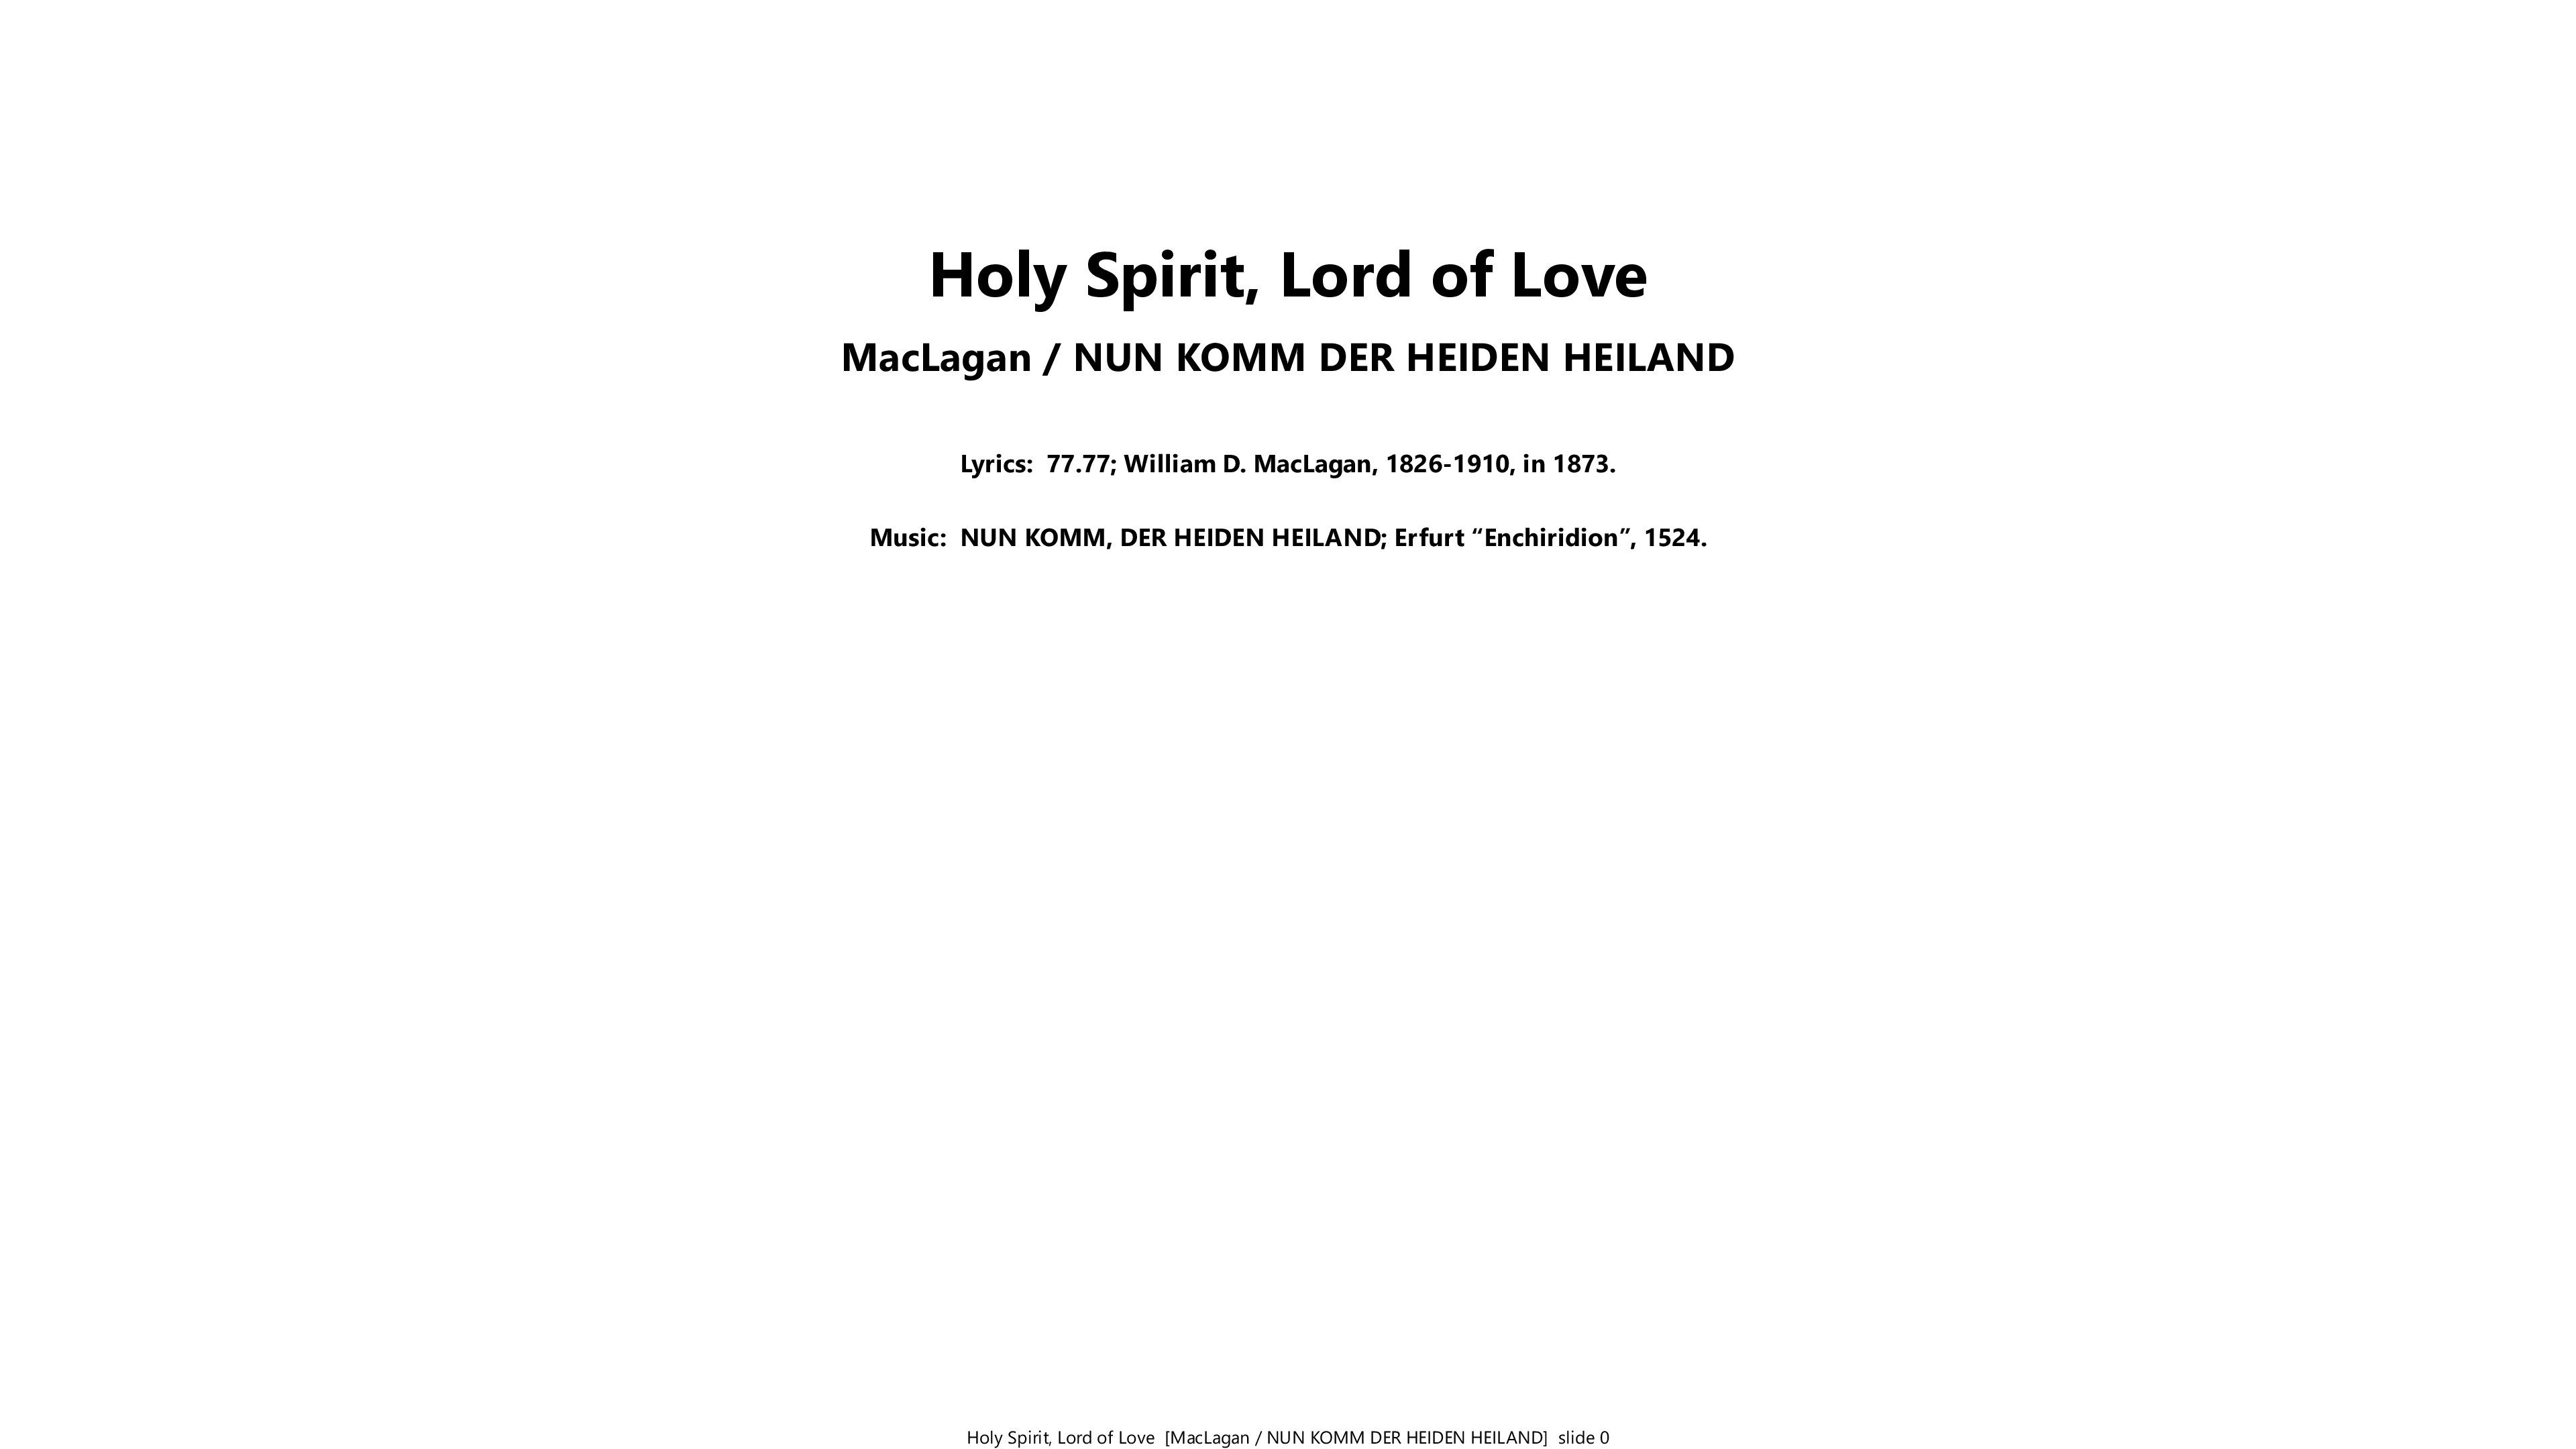 Holy Spirit, Lord of Love
MacLagan / NUN KOMM DER HEIDEN HEILAND
Lyrics:  77.77; William D. MacLagan, 1826-1910, in 1873.
Music:  NUN KOMM, DER HEIDEN HEILAND; Erfurt “Enchiridion”, 1524.
Holy Spirit, Lord of Love  [MacLagan / NUN KOMM DER HEIDEN HEILAND]  slide 0